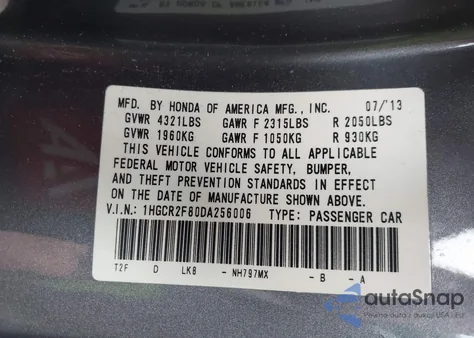 MFD. BY HONDA OF AMERICA MFG., INC. 07/13
GVWR 4321LBS GAWR F 2315LBS R 2050LBS
GVWR 1960KG GAWR F 1050KG R 930KG
THIS VEHICLE CONFORMS TO ALL APPLICABLE
FEDERAL MOTOR VEHICLE SAFETY, BUMPER,
AND THEFT PREVENTION STANDARDS IN EFFECT
ON THE DATE OF MANUFACTURE SHOWN ABOVE.
V.I.N.: 1HGCR2F80DA256006 TYPE: PASSENGER CAR
T2F D LKB -NH797MX -B -A
autaSnap